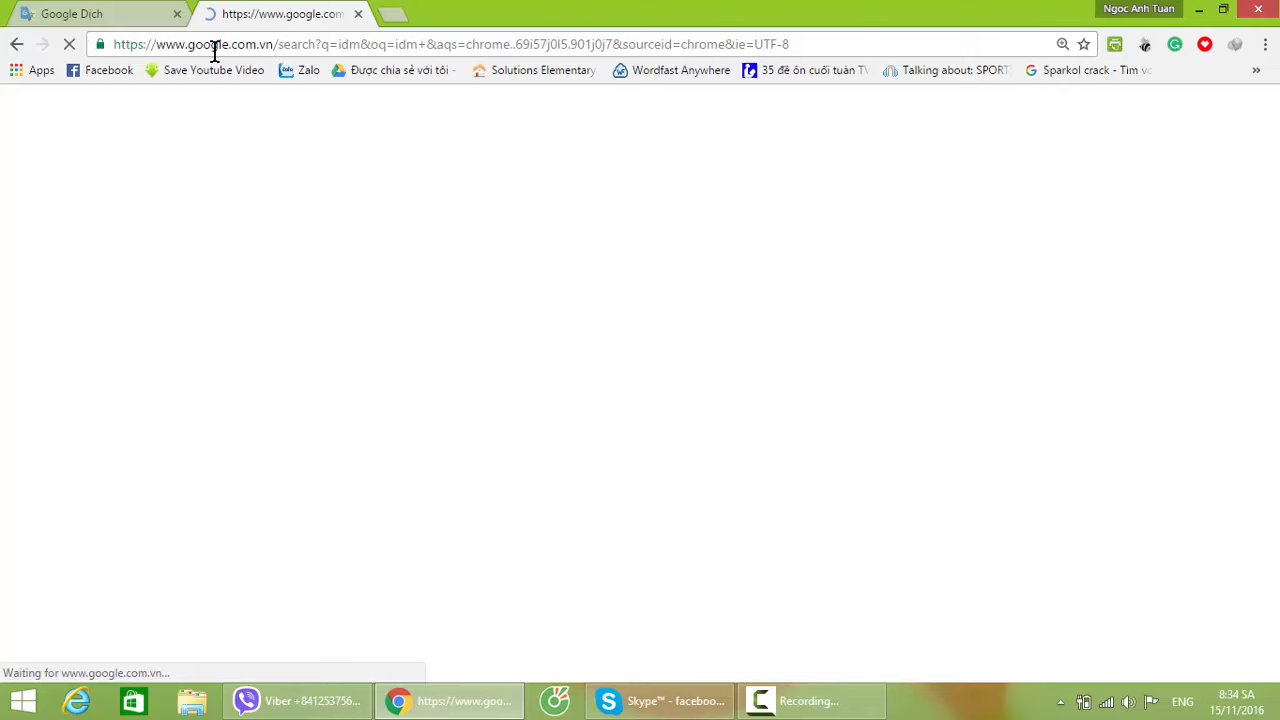 Google Dịch
https://www.google.com
Ngoc Anh Tuan
https://www.google.com.vn/search?q=idm&oq=idm+&aqs=chrome..69i57j0l5.901j0j7&sourceid=chrome&ie=UTF-8
Apps
Facebook
Save Youtube Video
Zalo
Được chia sẻ với tôi -
Solutions Elementary
Wordfast Anywhere
35 đề ôn cuối tuần TV
Talking about: SPORT
Sparkol crack - Tìm vớ
»
Waiting for www.google.com.vn...
Viber +841253756...
https://www.goo...
Skype™ - faceboo...
Recording...
ENG
8:34 SA
15/11/2016